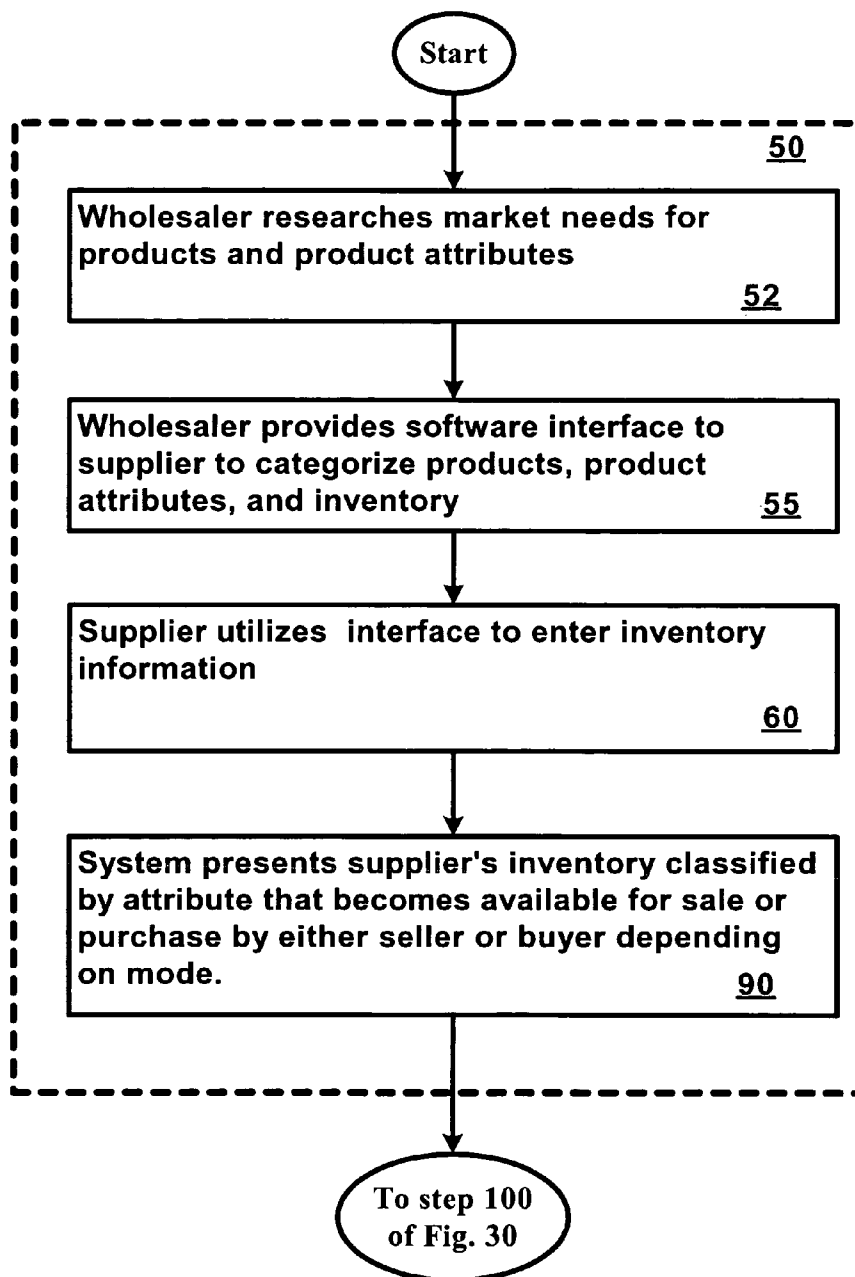 Start
50
Wholesaler researches market needs for
products and product attributes
52
Wholesaler provides software interface to
supplier to categorize products, product
attributes, and inventory
55
Supplier utilizes interface to enter inventory
information
60
System presents supplier's inventory classified
by attribute that becomes available for sale or
purchase by either seller or buyer depending
on mode.
90
To step 100
of Fig. 30